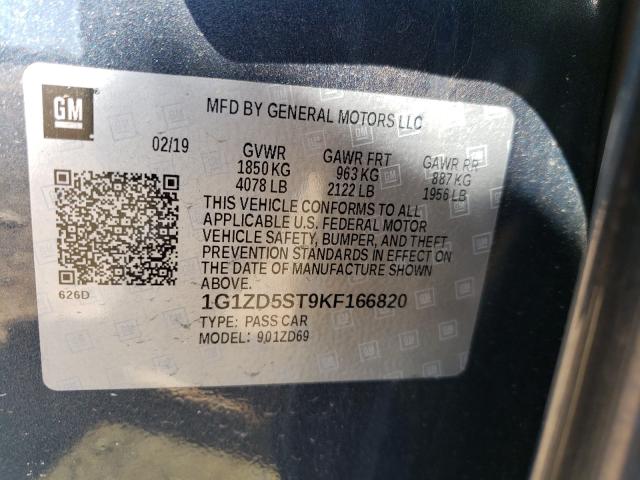 GM
MFD BY GENERAL MOTORS LLC
02/19
GVWR GAWR FRT GAWR RR
1850 KG 963 KG 887 KG
4078 LB 2122 LB 1956 LB
THIS VEHICLE CONFORMS TO ALL
APPLICABLE U.S. FEDERAL MOTOR
VEHICLE SAFETY, BUMPER, AND THEFT
PREVENTION STANDARDS IN EFFECT ON
THE DATE OF MANUFACTURE SHOWN
ABOVE.
626D
1G1ZD5ST9KF166820
TYPE: PASS CAR
MODEL: 901ZD69